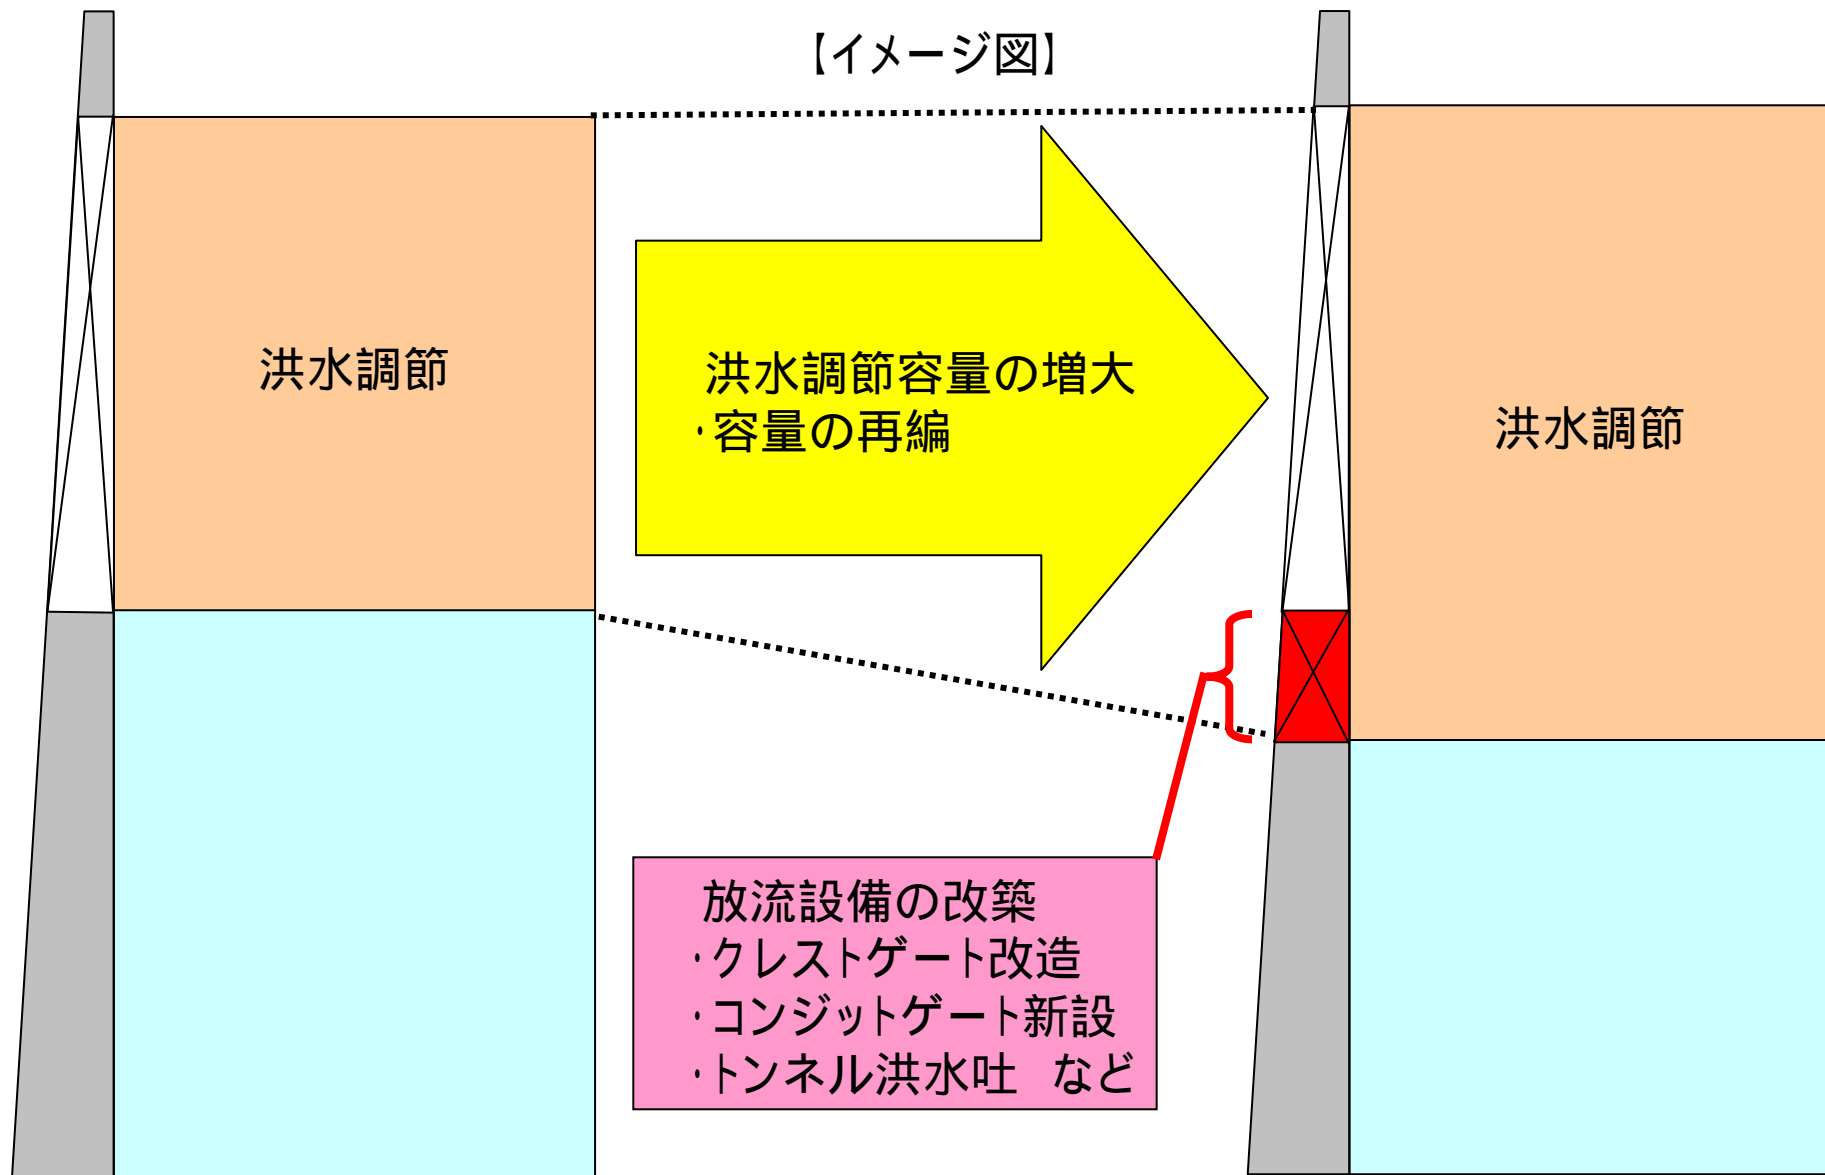 【イメージ図】
洪水調節
洪水調節容量の増大
・容量の再編
洪水調節
放流設備の改築
・クレストゲート改造
・コンジットゲート新設
・トンネル洪水吐　など